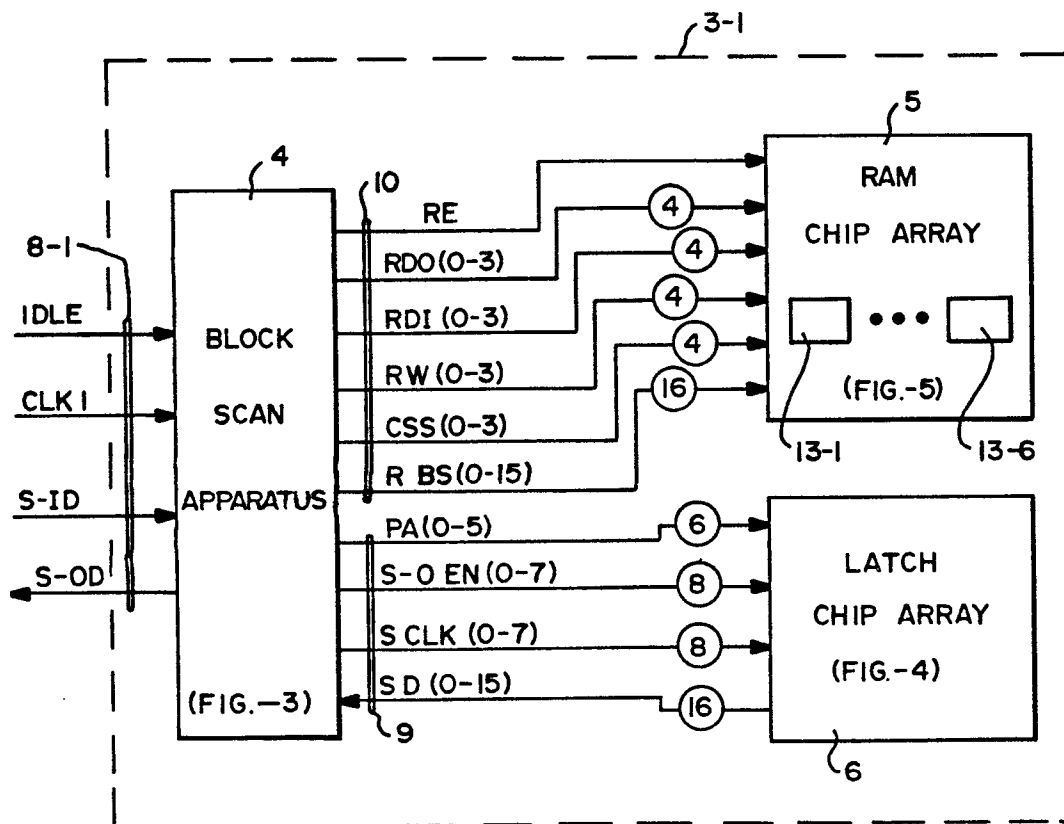 3-1
4
10
5
8-1
RE
RAM
CHIP ARRAY
RDO (0-3)
4
RDI (0-3)
4
IDLE
BLOCK
RW (0-3)
4
CLK 1
SCAN
CSS (0-3)
4
(FIG.-5)
R BS (0-15)
16
13-1
13-6
S-ID
APPARATUS
PA (0-5)
6
S-OD
S-O EN (0-7)
8
LATCH
CHIP ARRAY
S CLK (0-7)
8
(FIG.-4)
(FIG.-3)
S D (0-15)
16
9
6